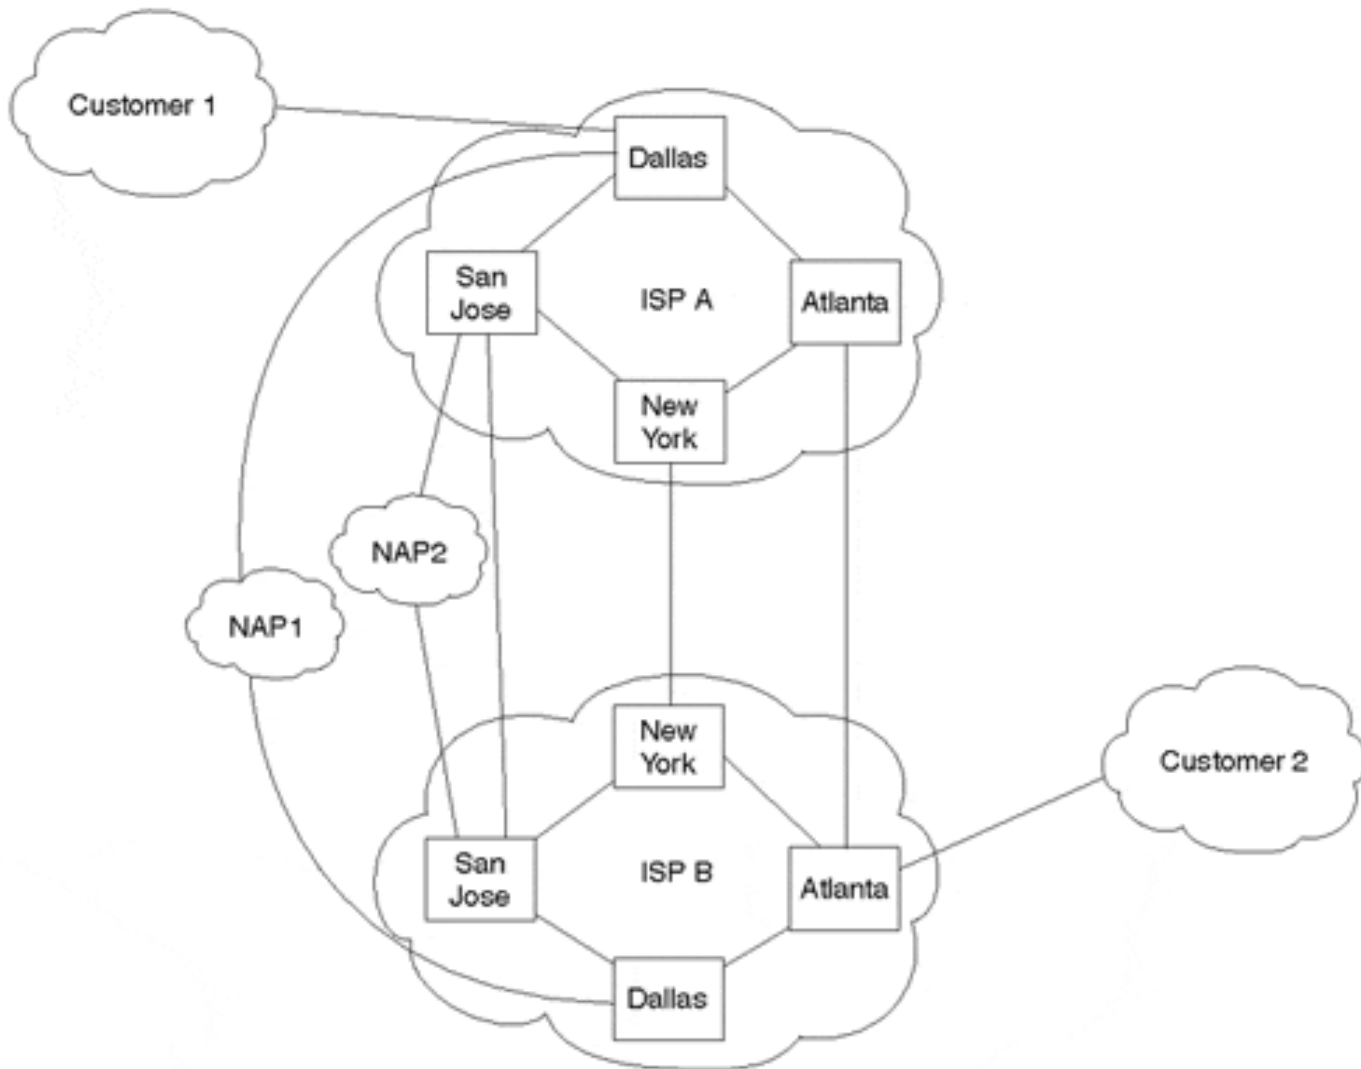 Customer 1
Dallas
San
Jose
ISP A
Atlanta
New
York
NAP2
NAP1
New
York
Customer 2
San
Jose
ISP B
Atlanta
Dallas